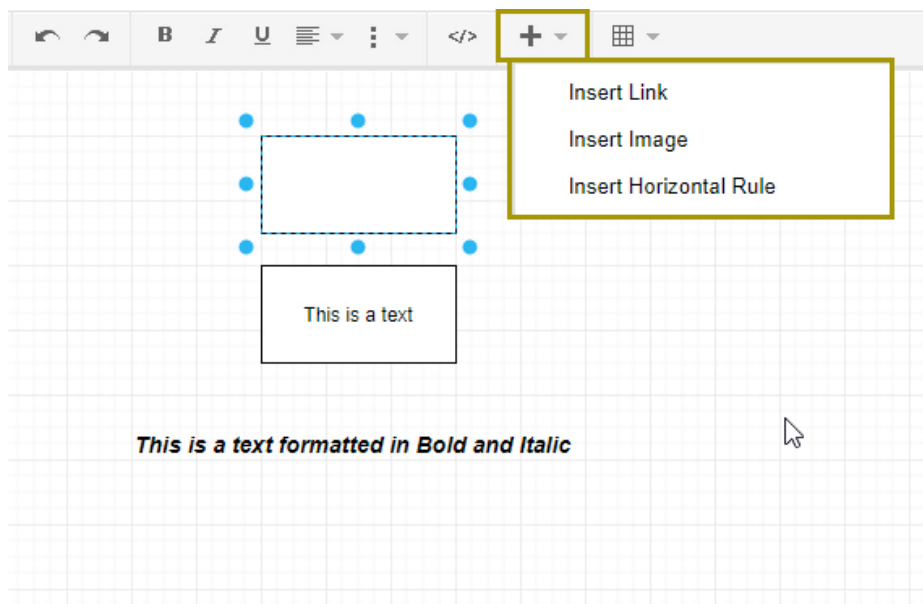 B I U </>
Insert Link
Insert Image
Insert Horizontal Rule
This is a text
This is a text formatted in Bold and Italic